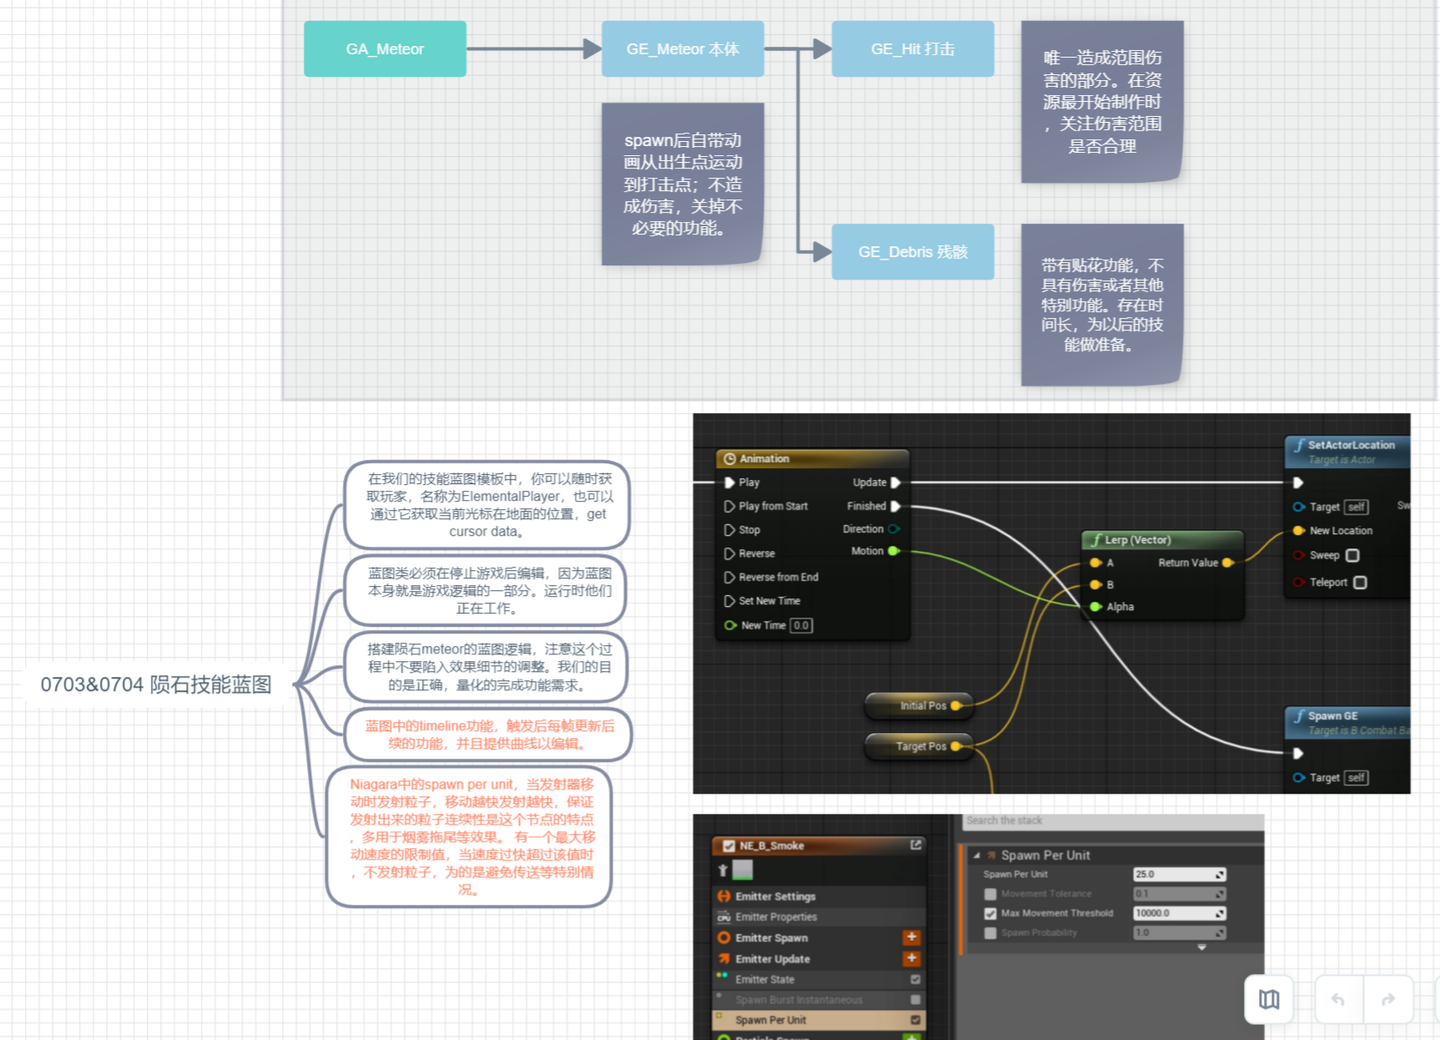 GA_Meteor
GE_Meteor 本体
GE_Hit 打击
唯一造成范围伤
害的部分。在资
源最开始制作时
，关注伤害范围
是否合理
spawn后自带动
画从出生点运动
到打击点；不造
成伤害，关掉不
必要的功能。
GE_Debris 残骸
带有贴花功能，不
具有伤害或者其他
特别功能。存在时
间长，为以后的技
能做准备。
0703&0704 陨石技能蓝图
在我们的技能蓝图模板中，你可以随时获
取玩家，名称为ElementalPlayer，也可以
通过它获取当前光标在地面的位置，get
cursor data。
蓝图类必须在停止游戏后编辑，因为蓝图
本身就是游戏逻辑的一部分。运行时他们
正在工作。
搭建陨石meteor的蓝图逻辑，注意这个过
程中不要陷入效果细节的调整。我们的目
的是正确，量化的完成功能需求。
蓝图中的timeline功能，触发后每帧更新后
续的功能，并且提供曲线以编辑。
Niagara中的spawn per unit，当发射器移
动时发射粒子，移动越快发射越快，保证
发射出来的粒子连续性是这个节点的特点
，多用于烟雾拖尾等效果。 有一个最大移
动速度的限制值，当速度过快超过该值时
，不发射粒子，为的是避免传送等特别情
况。
Animation
Play
Update
Play from Start
Finished
Stop
Direction
Reverse
Motion
Reverse from End
Set New Time
New Time 0.0
Initial Pos
Target Pos
Lerp (Vector)
A
Return Value
B
Alpha
SetActorLocation
Target is Actor
Target self
Sw
New Location
Sweep
Teleport
Spawn GE
Target is B Combat Ba
Target self
NE_B_Smoke
Emitter Settings
CPU
Emitter Properties
Emitter Spawn
Emitter Update
Emitter State
Spawn Burst Instantaneous
Spawn Per Unit
Particle Spawn
Search the stack
Spawn Per Unit
Spawn Per Unit 25.0
Movement Tolerance 0.1
Max Movement Threshold 10000.0
Spawn Probability 1.0